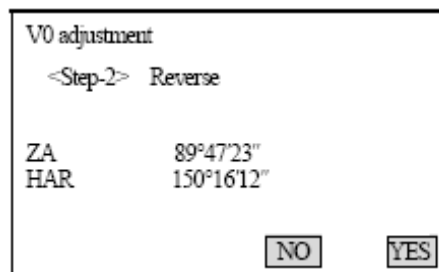 V0 adjustment
<Step-2> Reverse
ZA 89°47'23"
HAR 150°16'12"
NO YES